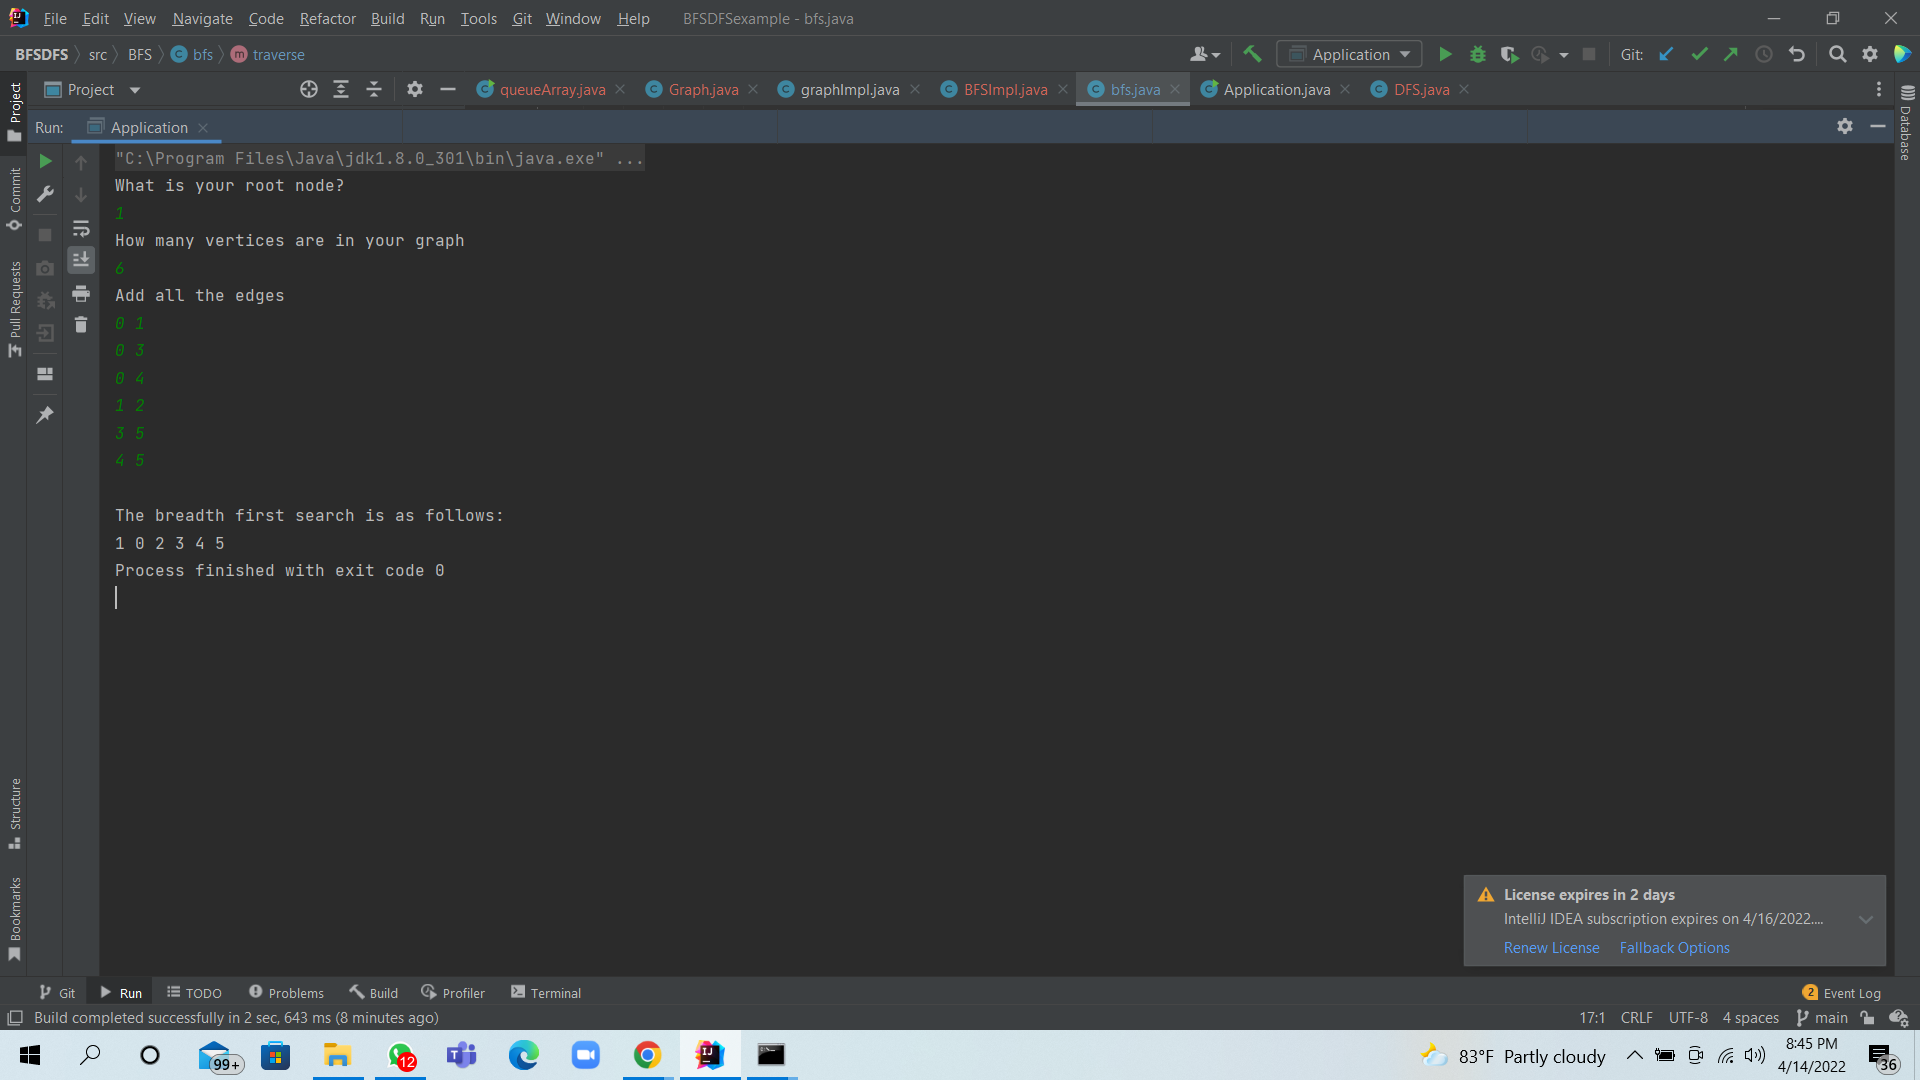 File Edit View Navigate Code Refactor Build Run Tools Git Window Help BFSDFSexample - bfs.java
BFSDFS src BFS bfs traverse Application Git:
Project queueArray.java Graph.java graphImpl.java BFSImpl.java bfs.java Application.java DFS.java
Run: Application
"C:\Program Files\Java\jdk1.8.0_301\bin\java.exe" ...
What is your root node?
1
How many vertices are in your graph
6
Add all the edges
0 1
0 3
0 4
1 2
3 5
4 5
The breadth first search is as follows:
1 0 2 3 4 5
Process finished with exit code 0
Project
Commit
Pull Requests
Structure
Bookmarks
Database
License expires in 2 days
IntelliJ IDEA subscription expires on 4/16/2022....
Renew License Fallback Options
Git Run TODO Problems Build Profiler Terminal 2 Event Log
Build completed successfully in 2 sec, 643 ms (8 minutes ago) 17:1 CRLF UTF-8 4 spaces main
99+ 12 83°F Partly cloudy 8:45 PM
4/14/2022 36